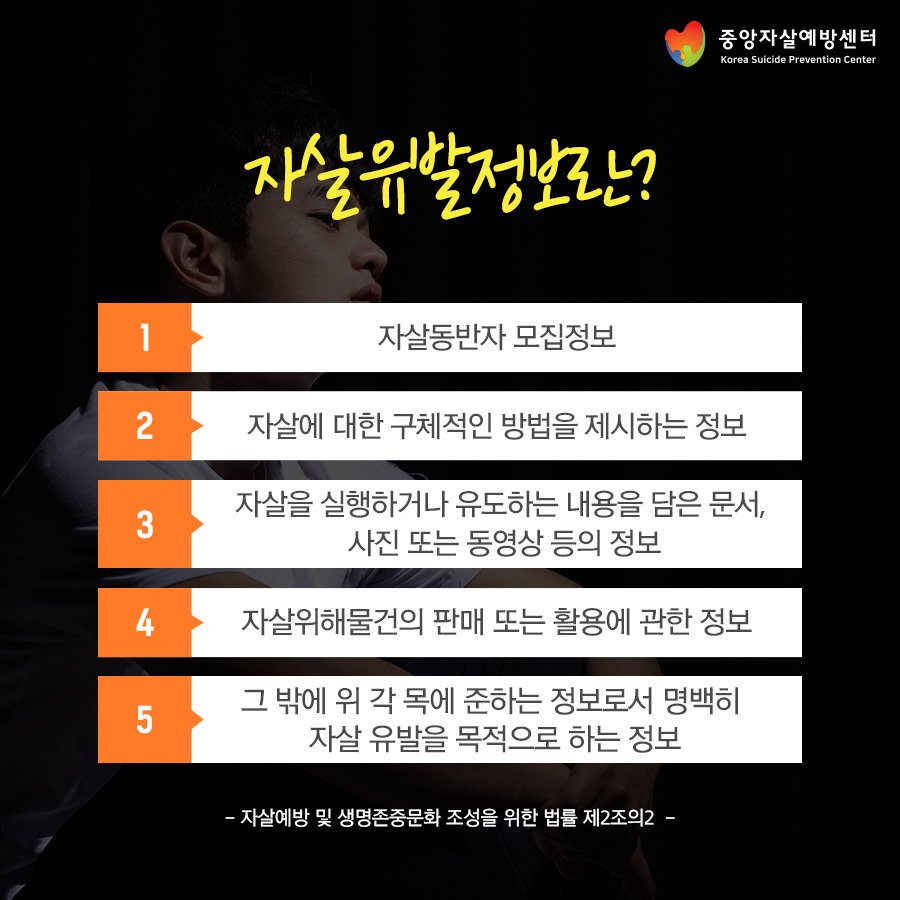 중앙자살예방센터
Korea Suicide Prevention Center
자살유발정보란?
1
자살동반자 모집정보
2
자살에 대한 구체적인 방법을 제시하는 정보
3
자살을 실행하거나 유도하는 내용을 담은 문서,
사진 또는 동영상 등의 정보
4
자살위해물건의 판매 또는 활용에 관한 정보
5
그 밖에 위 각 목에 준하는 정보로서 명백히
자살 유발을 목적으로 하는 정보
– 자살예방 및 생명존중문화 조성을 위한 법률 제2조의2 –